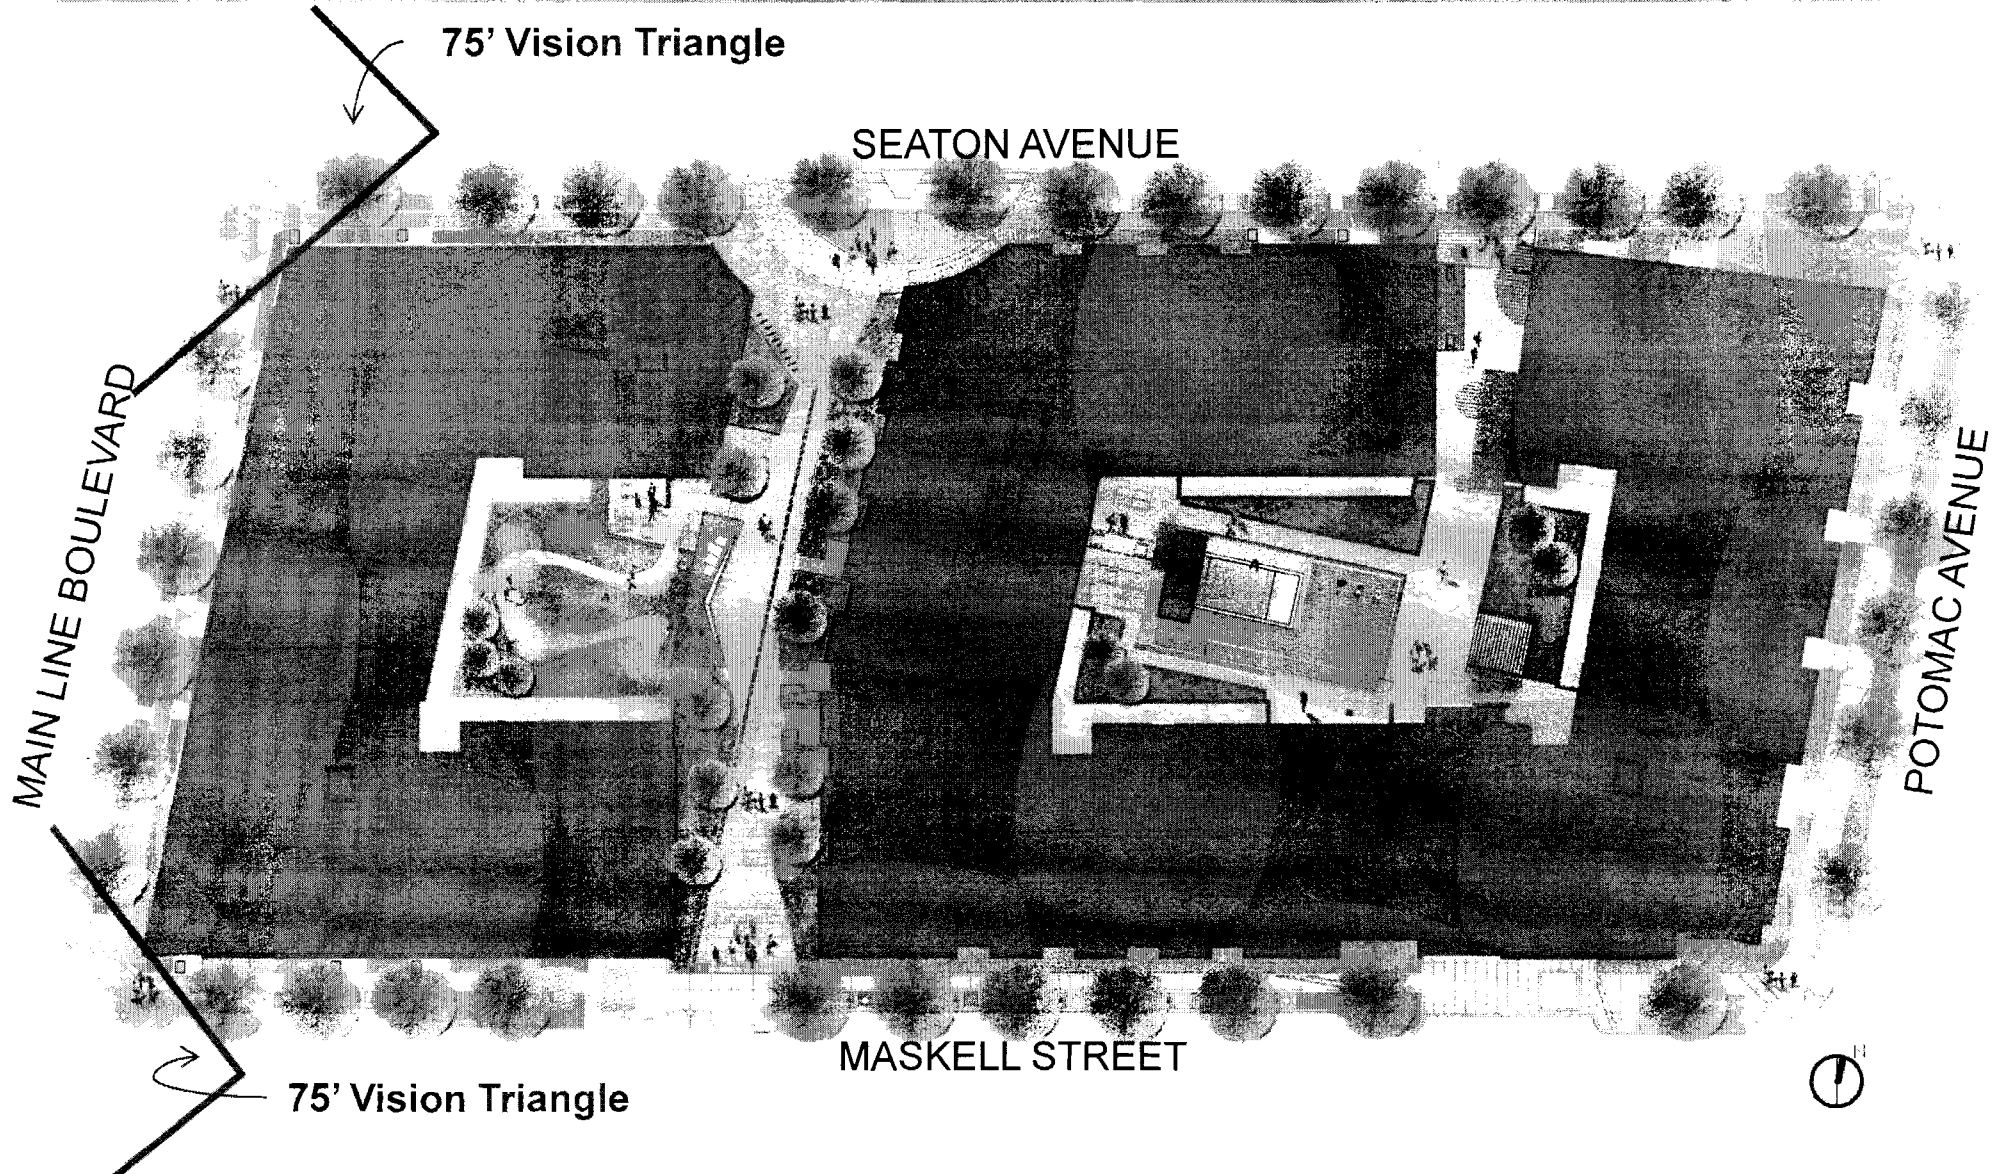 75' Vision Triangle
SEATON AVENUE
MAIN LINE BOULEVARD
POTOMAC AVENUE
MASKELL STREET
N
75' Vision Triangle